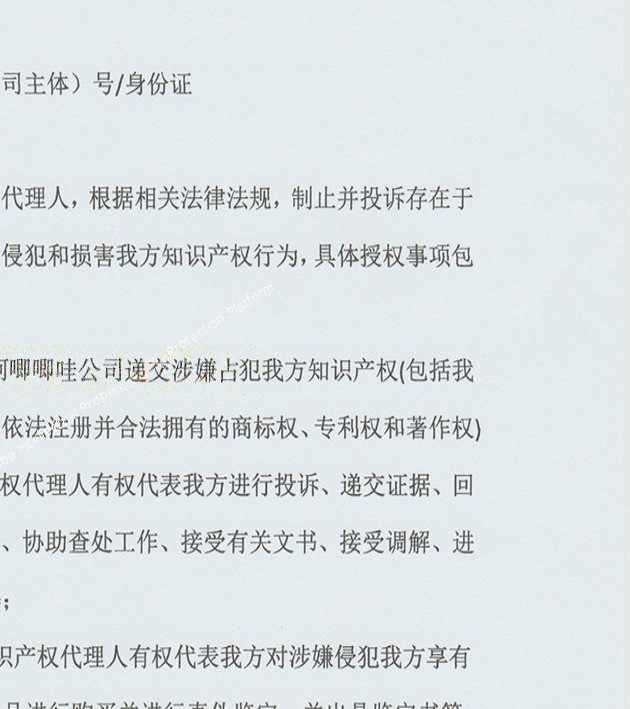 司主体）号/身份证
代理人，根据相关法律法规，制止并投诉存在于
侵犯和损害我方知识产权行为，具体授权事项包
Protection Platform
阿唧唧哇公司递交涉嫌占犯我方知识产权(包括我
依法注册并合法拥有的商标权、专利权和著作权)
权代理人有权代表我方进行投诉、递交证据、回
、协助查处工作、接受有关文书、接受调解、进
；
识产权代理人有权代表我方对涉嫌侵犯我方享有